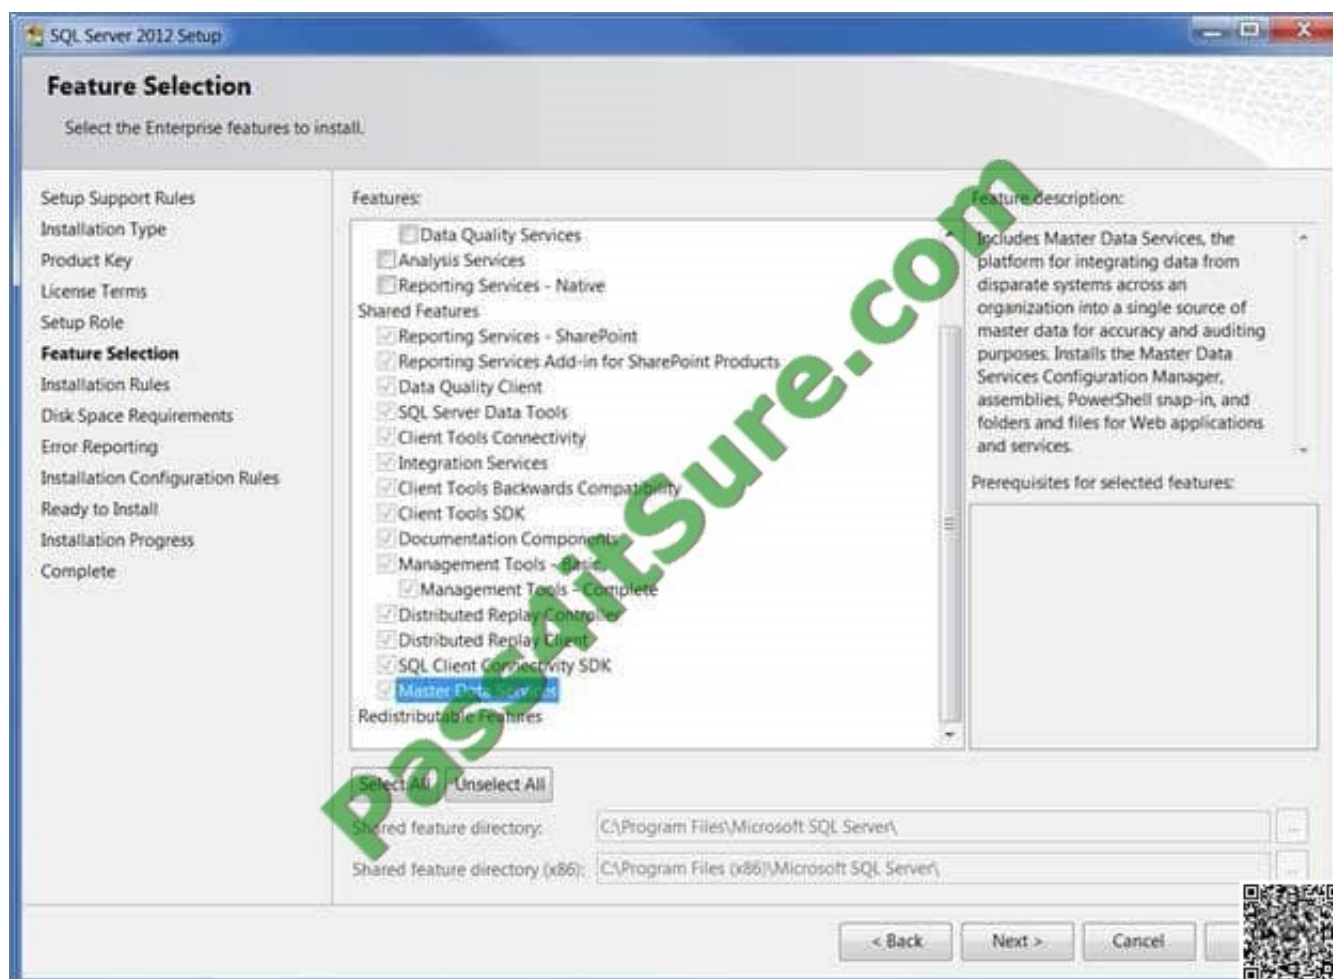 SQL Server 2012 Setup
Feature Selection
Select the Enterprise features to install.
Setup Support Rules
Installation Type
Product Key
License Terms
Setup Role
Feature Selection
Installation Rules
Disk Space Requirements
Error Reporting
Installation Configuration Rules
Ready to Install
Installation Progress
Complete
Features:
Data Quality Services
Analysis Services
Reporting Services - Native
Shared Features
Reporting Services - SharePoint
Reporting Services Add-in for SharePoint Products
Data Quality Client
SQL Server Data Tools
Client Tools Connectivity
Integration Services
Client Tools Backwards Compatibility
Client Tools SDK
Documentation Components
Management Tools - Basic
Management Tools - Complete
Distributed Replay Controller
Distributed Replay Client
SQL Client Connectivity SDK
Master Data Services
Redistributable Features
Select All
Unselect All
Feature description:
Includes Master Data Services, the
platform for integrating data from
disparate systems across an
organization into a single source of
master data for accuracy and auditing
purposes. Installs the Master Data
Services Configuration Manager,
assemblies, PowerShell snap-in, and
folders and files for Web applications
and services.
Prerequisites for selected features:
Shared feature directory:
C:\Program Files\Microsoft SQL Server\
...
Shared feature directory (x86):
C:\Program Files (x86)\Microsoft SQL Server\
...
< Back
Next >
Cancel
Pass4itSure.com